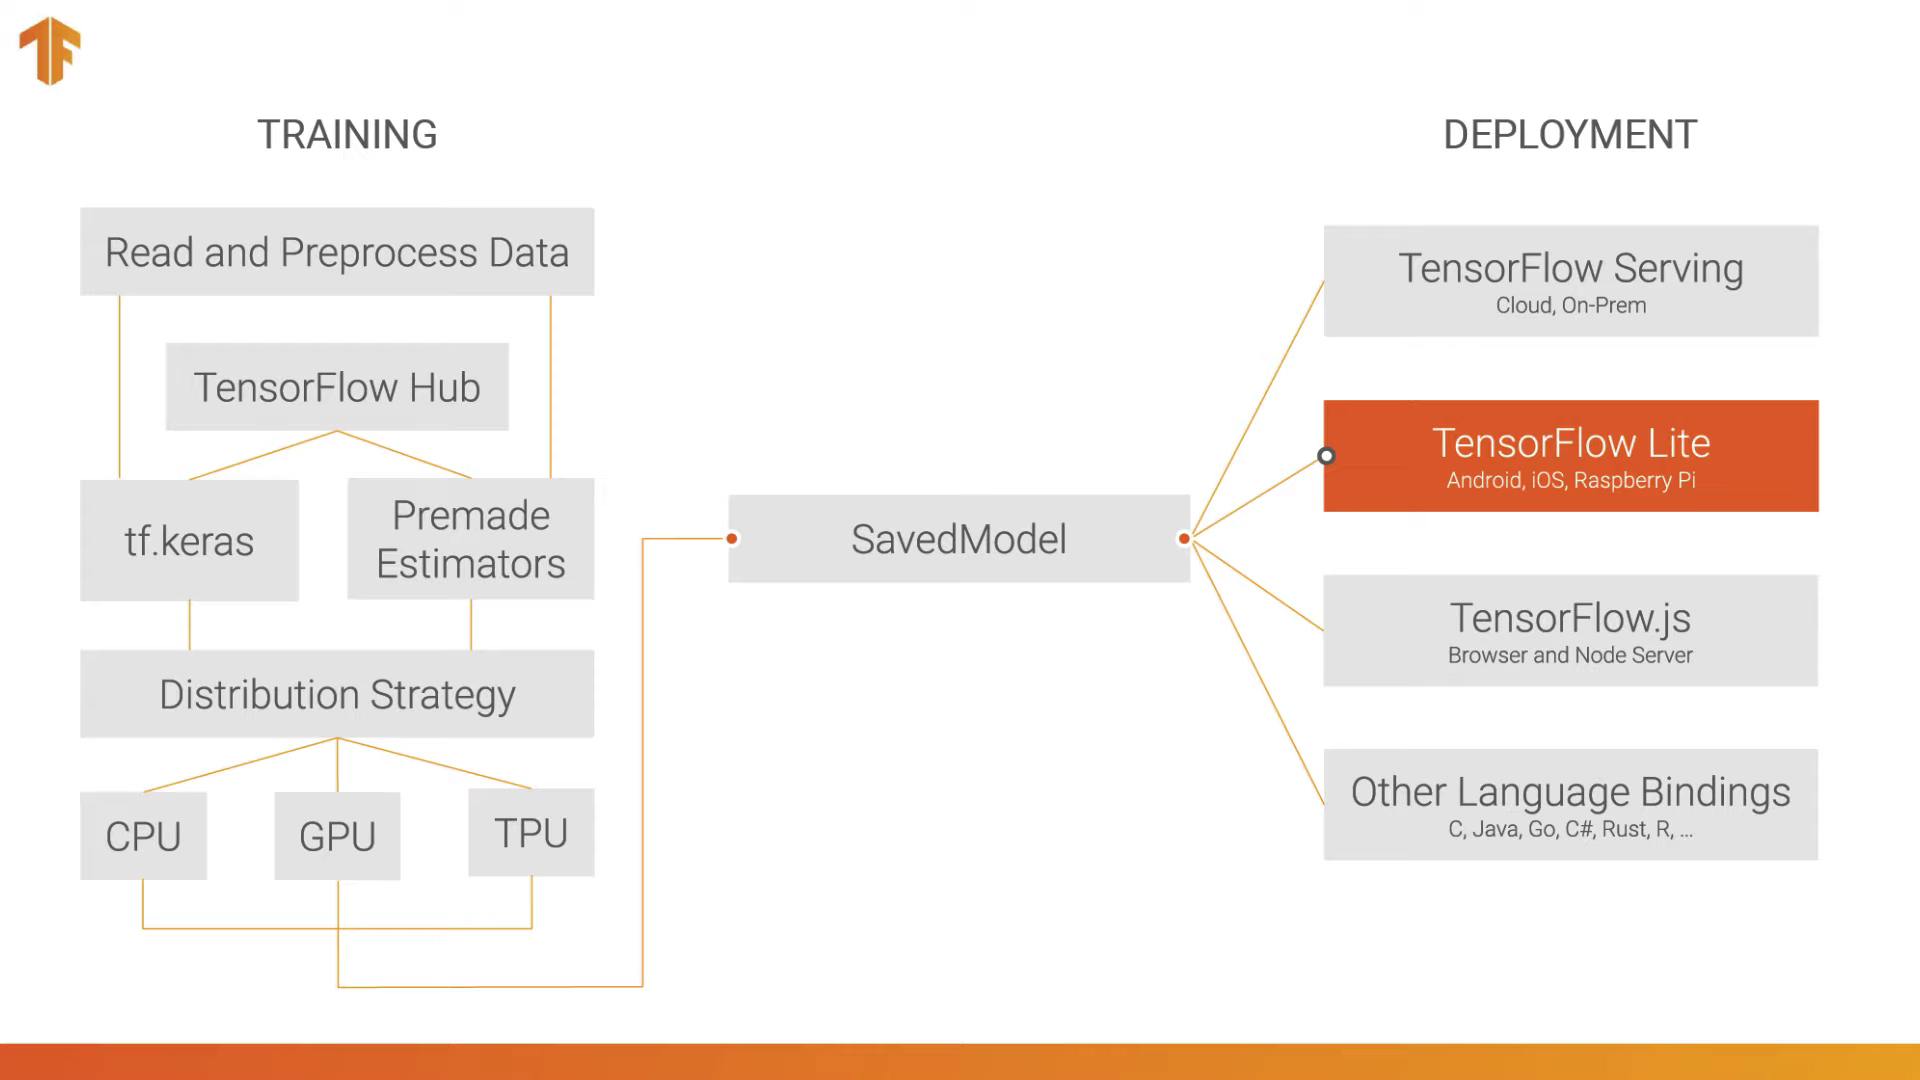 TRAINING
Read and Preprocess Data
TensorFlow Hub
tf.keras
Premade
Estimators
Distribution Strategy
CPU
GPU
TPU
SavedModel
DEPLOYMENT
TensorFlow Serving
Cloud, On-Prem
TensorFlow Lite
Android, iOS, Raspberry Pi
TensorFlow.js
Browser and Node Server
Other Language Bindings
C, Java, Go, C#, Rust, R, ...